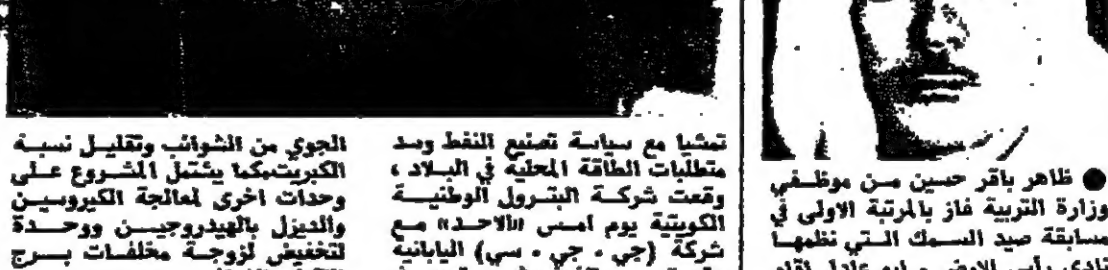 ● ظاهر باقر حسين من موظفي
وزارة التربية فاز بالمرتبة الاولى في
مسابقة صيد السمك التي نظمها
تمشيا مع سياسة تصنيع النفط وسد
متطلبات الطاقة المحلية في البلاد ،
وقعت شركة البترول الوطنية
الكويتية يوم امس «الاحد» مع
شركة (جي ٠ جي ٠ سي) اليابانية
الجوي من الشوائب وتقليل نسبة
الكبريت،كما يشتمل المشروع على
وحدات اخرى لمعالجة الكيروسين
والديزل بالهيدروجين ووحدة
لتخفيض لزوجة مخلفات برج